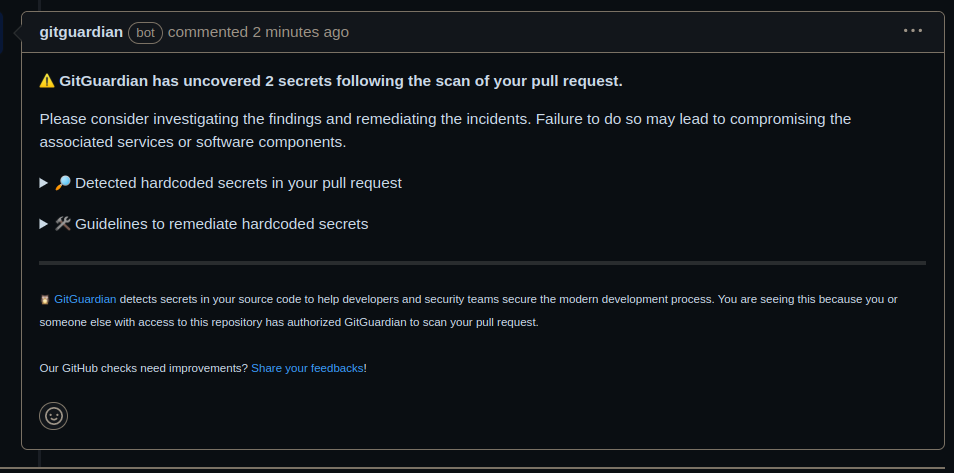 gitguardian bot commented 2 minutes ago
GitGuardian has uncovered 2 secrets following the scan of your pull request.
Please consider investigating the findings and remediating the incidents. Failure to do so may lead to compromising the
associated services or software components.
Detected hardcoded secrets in your pull request
Guidelines to remediate hardcoded secrets
GitGuardian detects secrets in your source code to help developers and security teams secure the modern development process. You are seeing this because you or
someone else with access to this repository has authorized GitGuardian to scan your pull request.
Our GitHub checks need improvements? Share your feedbacks!